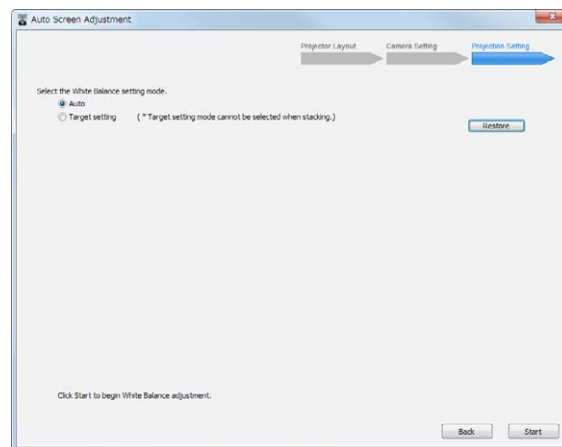 Auto Screen Adjustment
Projector Layout Camera Setting Projection Setting
Select the White Balance setting mode.
Auto
Target setting ( * Target setting mode cannot be selected when stacking.)
Restore
Click Start to begin White Balance adjustment.
Back Start